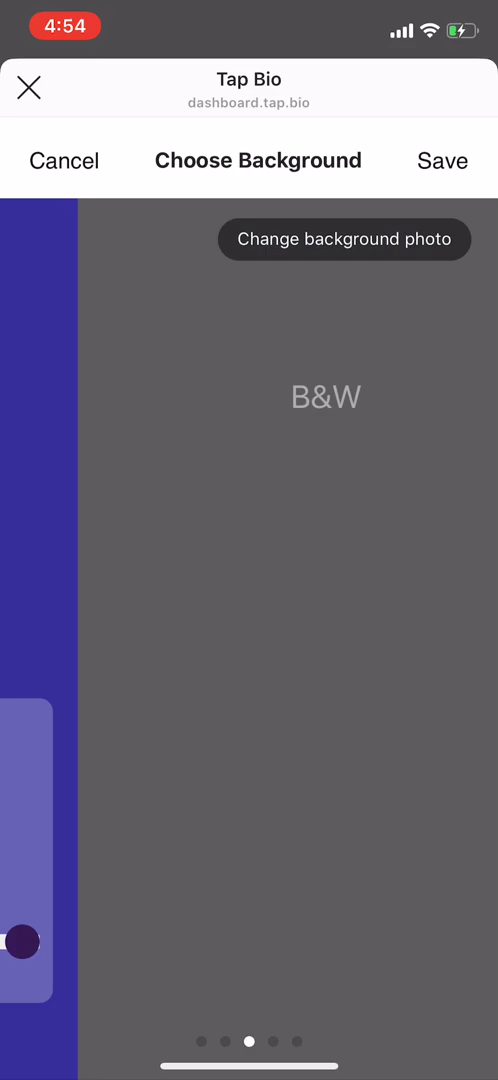 4:54
Tap Bio
dashboard.tap.bio
Cancel Choose Background Save
Change background photo
B&W